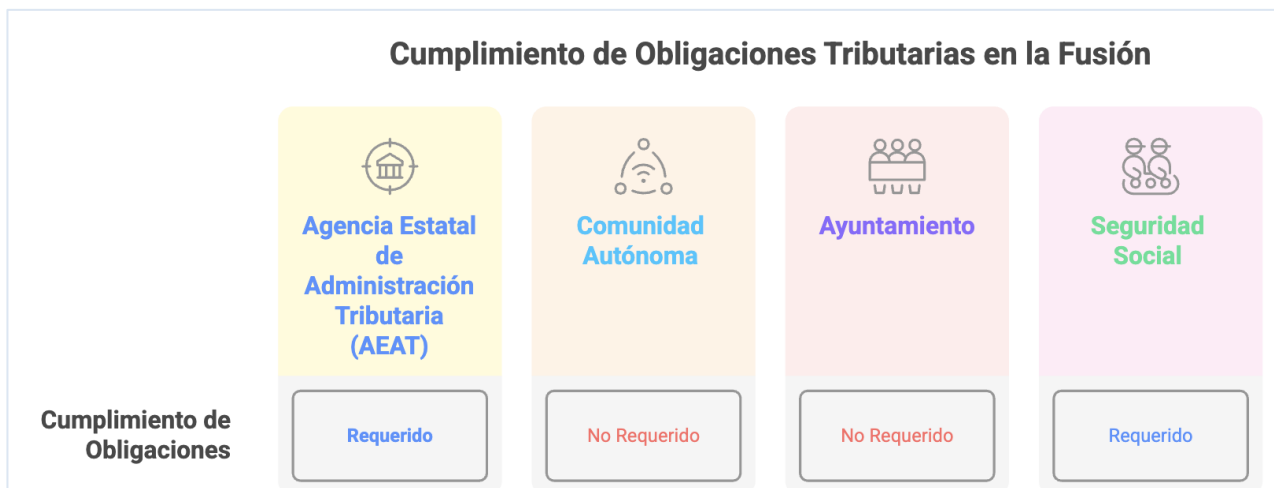 Cumplimiento de Obligaciones Tributarias en la Fusión
Agencia Estatal
de
Administración
Tributaria
(AEAT)
Comunidad
Autónoma
Ayuntamiento
Seguridad
Social
Cumplimiento de
Obligaciones
Requerido
No Requerido
No Requerido
Requerido